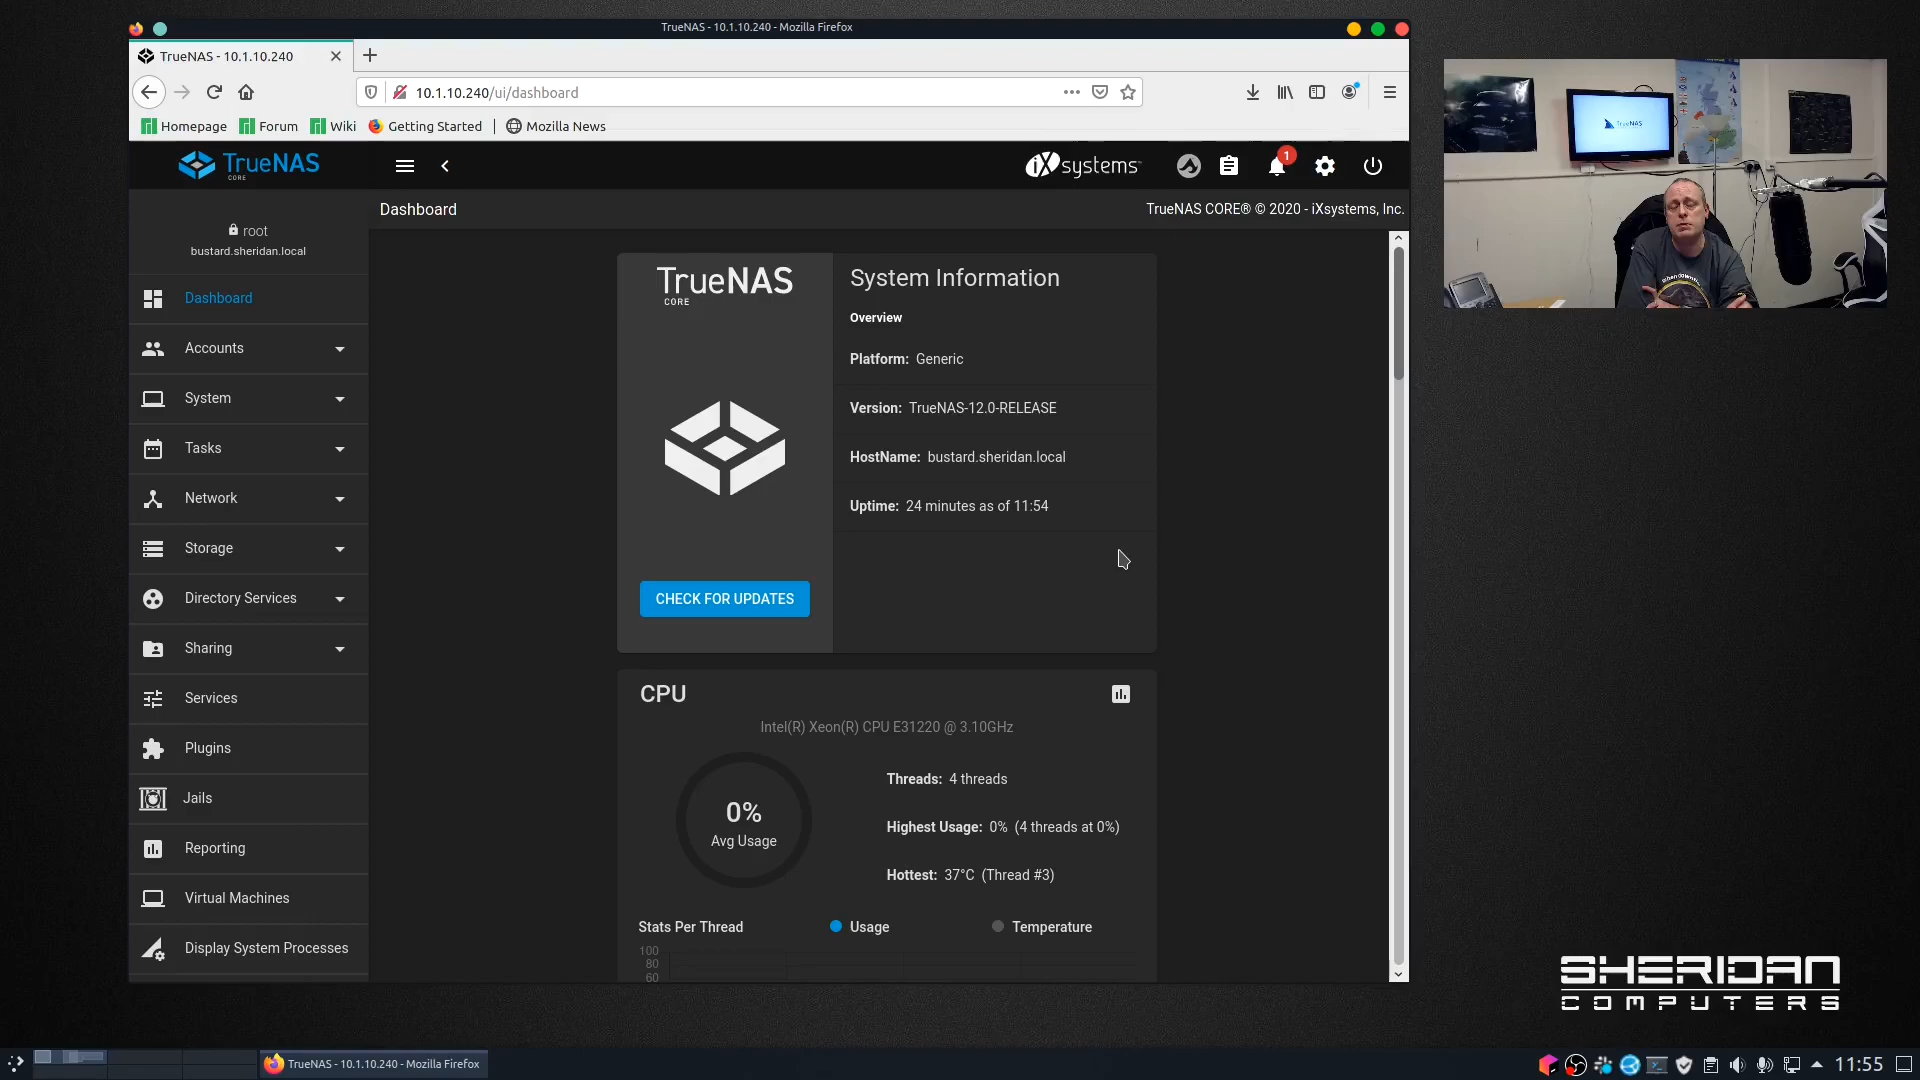 TrueNAS - 10.1.10.240 - Mozilla Firefox
TrueNAS - 10.1.10.240
10.1.10.240/ui/dashboard
Homepage Forum Wiki Getting Started Mozilla News
TrueNAS
CORE
iXsystems™
1
Dashboard
TrueNAS CORE® © 2020 - iXsystems, Inc.
root
bustard.sheridan.local
Dashboard
Accounts
System
Tasks
Network
Storage
Directory Services
Sharing
Services
Plugins
Jails
Reporting
Virtual Machines
Display System Processes
TrueNAS
CORE
CHECK FOR UPDATES
System Information
Overview
Platform: Generic
Version: TrueNAS-12.0-RELEASE
HostName: bustard.sheridan.local
Uptime: 24 minutes as of 11:54
CPU
Intel(R) Xeon(R) CPU E31220 @ 3.10GHz
0%
Avg Usage
Threads: 4 threads
Highest Usage: 0% (4 threads at 0%)
Hottest: 37°C (Thread #3)
Stats Per Thread
Usage
Temperature
100
80
60
TrueNAS
SHERIDAN
COMPUTERS
TrueNAS - 10.1.10.240 - Mozilla Firefox
11:55